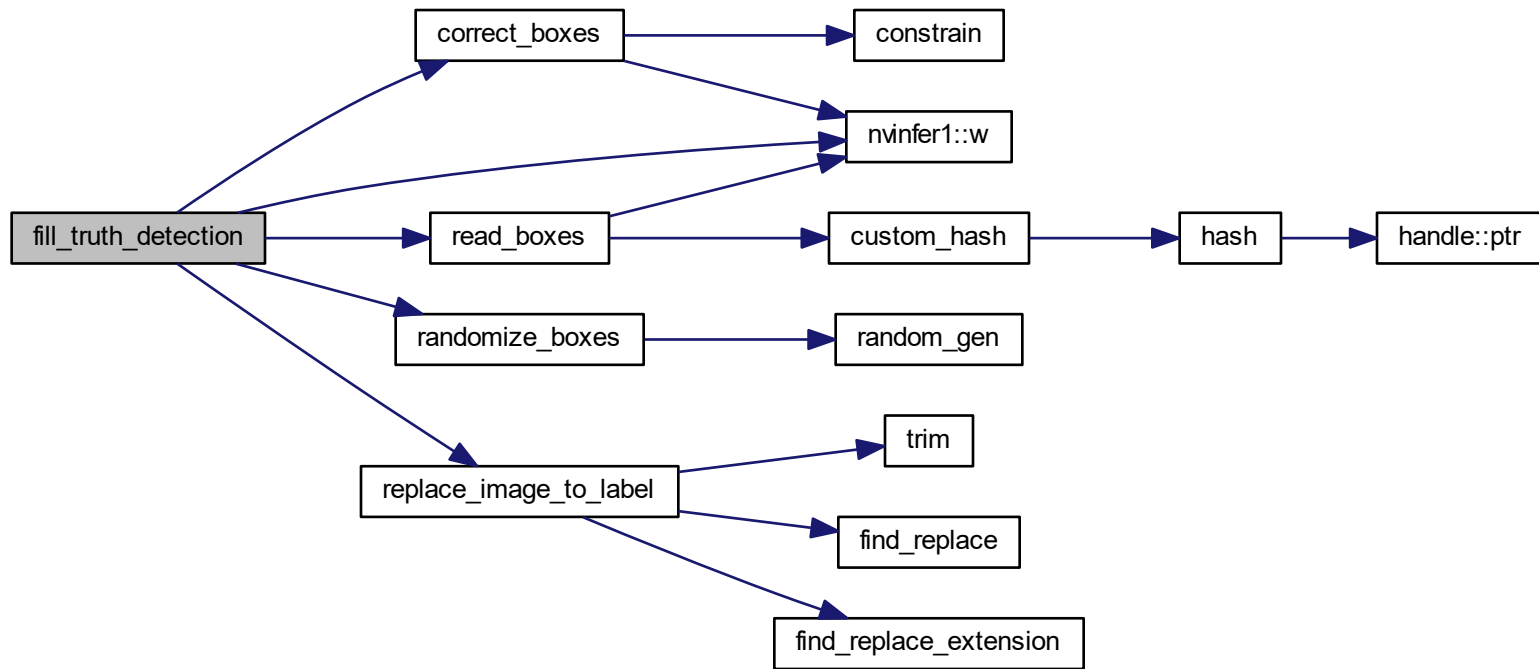 correct_boxes
constrain
nvinfer1::w
fill_truth_detection
read_boxes
custom_hash
hash
handle::ptr
randomize_boxes
random_gen
trim
replace_image_to_label
find_replace
find_replace_extension